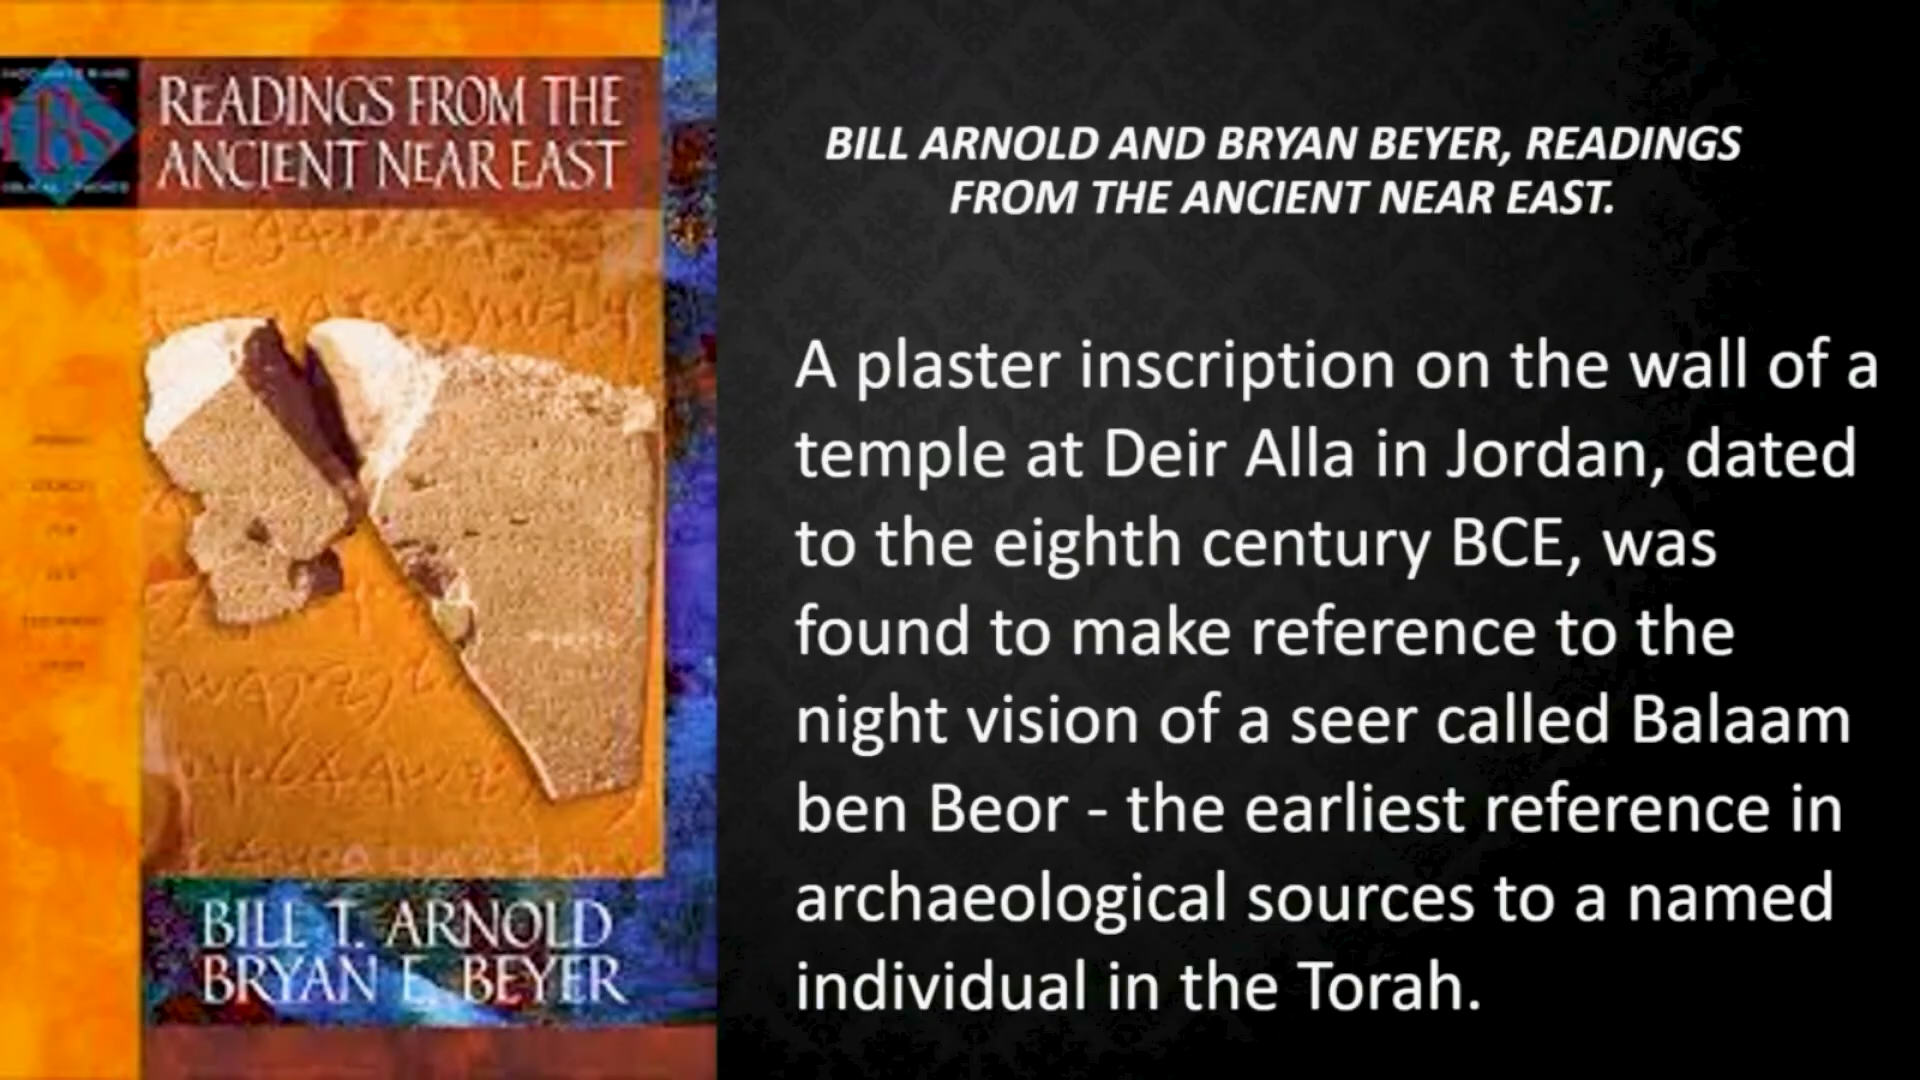 READINGS FROM THE
ANCIENT NEAR EAST
BILL T. ARNOLD
BRYAN E. BEYER
BILL ARNOLD AND BRYAN BEYER, READINGS
FROM THE ANCIENT NEAR EAST.
A plaster inscription on the wall of a
temple at Deir Alla in Jordan, dated
to the eighth century BCE, was
found to make reference to the
night vision of a seer called Balaam
ben Beor - the earliest reference in
archaeological sources to a named
individual in the Torah.